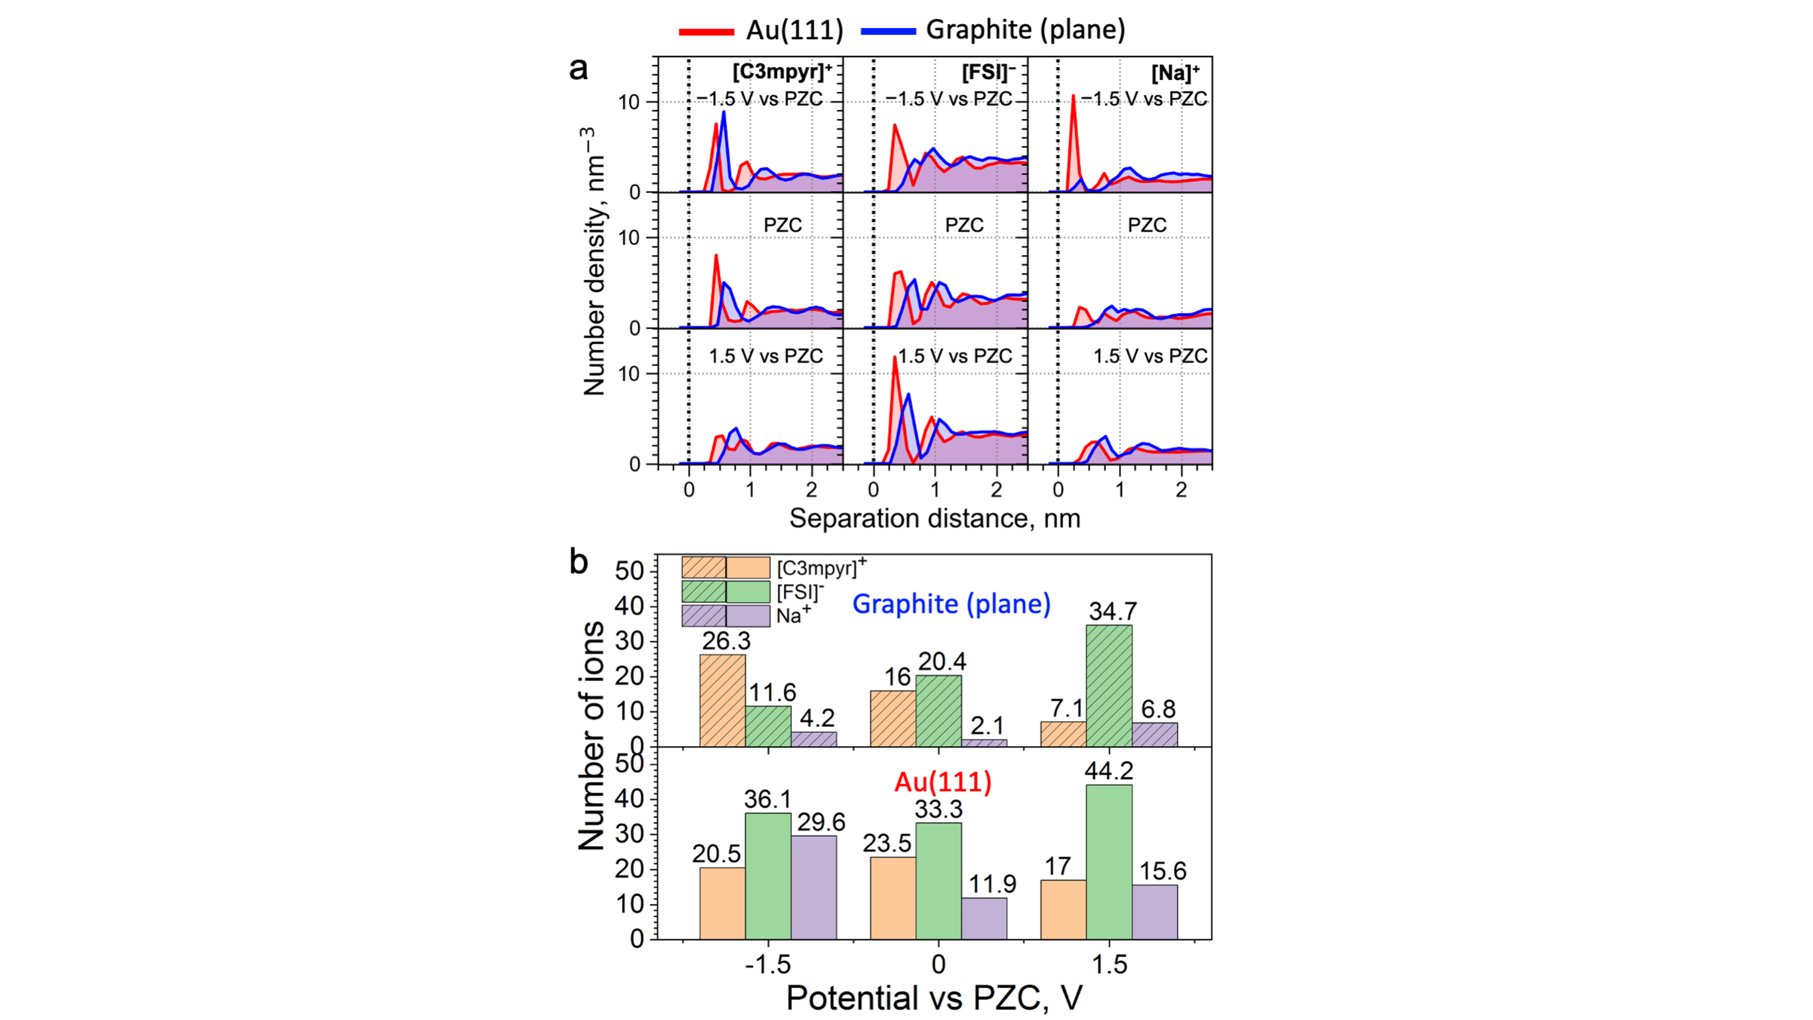 Au(111) Graphite (plane)
a
[C3mpyr]⁺ [FSI]⁻ [Na]⁺
−1.5 V vs PZC −1.5 V vs PZC −1.5 V vs PZC
10
0
PZC PZC PZC
10
0
1.5 V vs PZC 1.5 V vs PZC 1.5 V vs PZC
10
0
Number density, nm⁻³
0 1 2 0 1 2 0 1 2
Separation distance, nm
b
[C3mpyr]⁺
[FSI]⁻
Na⁺
Graphite (plane)
50
40
30
20
10
0
26.3 11.6 4.2 16 20.4 2.1 7.1 34.7 6.8
Au(111)
50
40
30
20
10
0
20.5 36.1 29.6 23.5 33.3 11.9 17 44.2 15.6
Number of ions
-1.5 0 1.5
Potential vs PZC, V